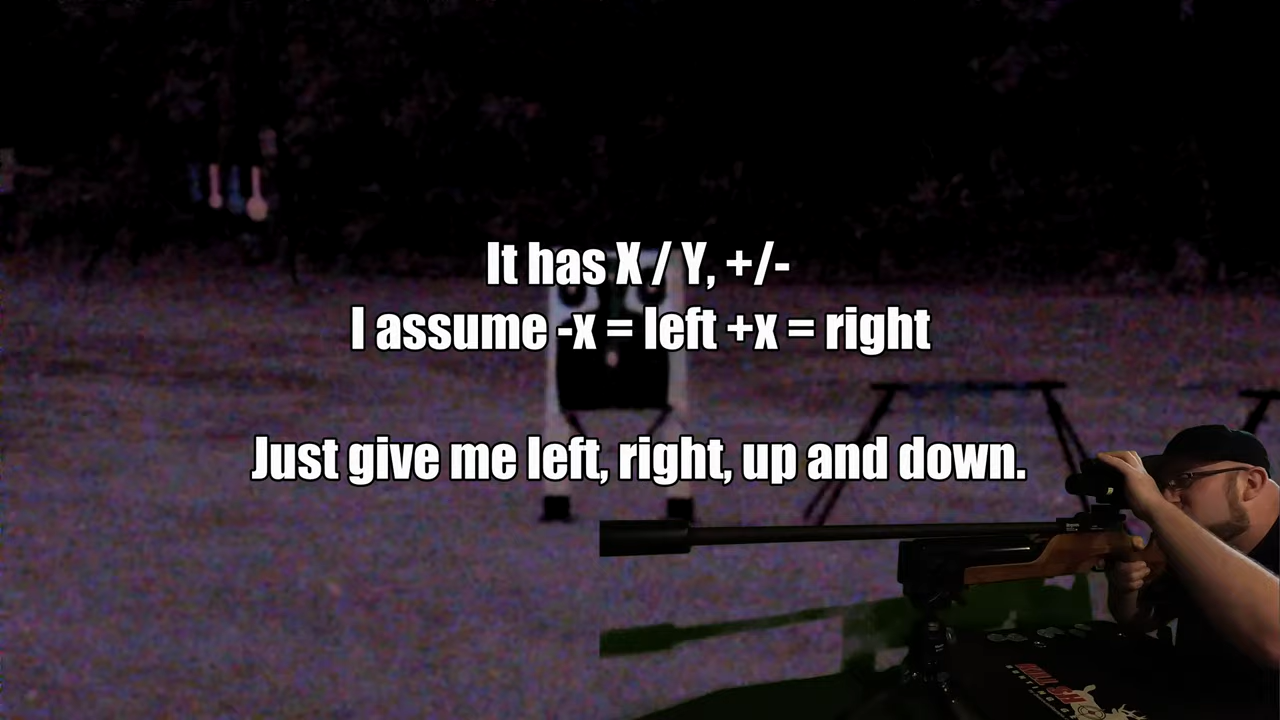 It has X / Y, +/-
I assume -x = left +x = right
Just give me left, right, up and down.